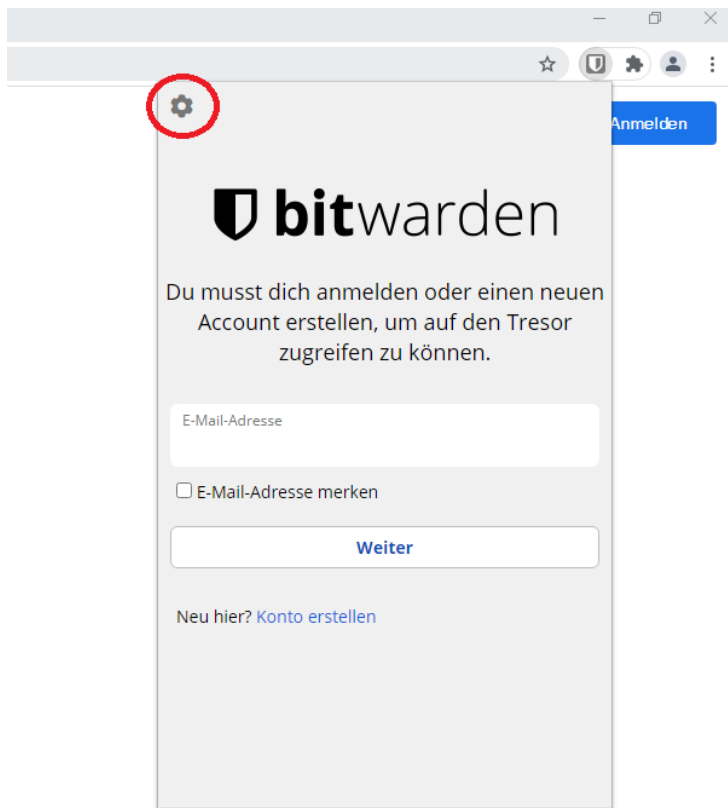 Anmelden
bitwarden
Du musst dich anmelden oder einen neuen
Account erstellen, um auf den Tresor
zugreifen zu können.
E-Mail-Adresse
E-Mail-Adresse merken
Weiter
Neu hier? Konto erstellen